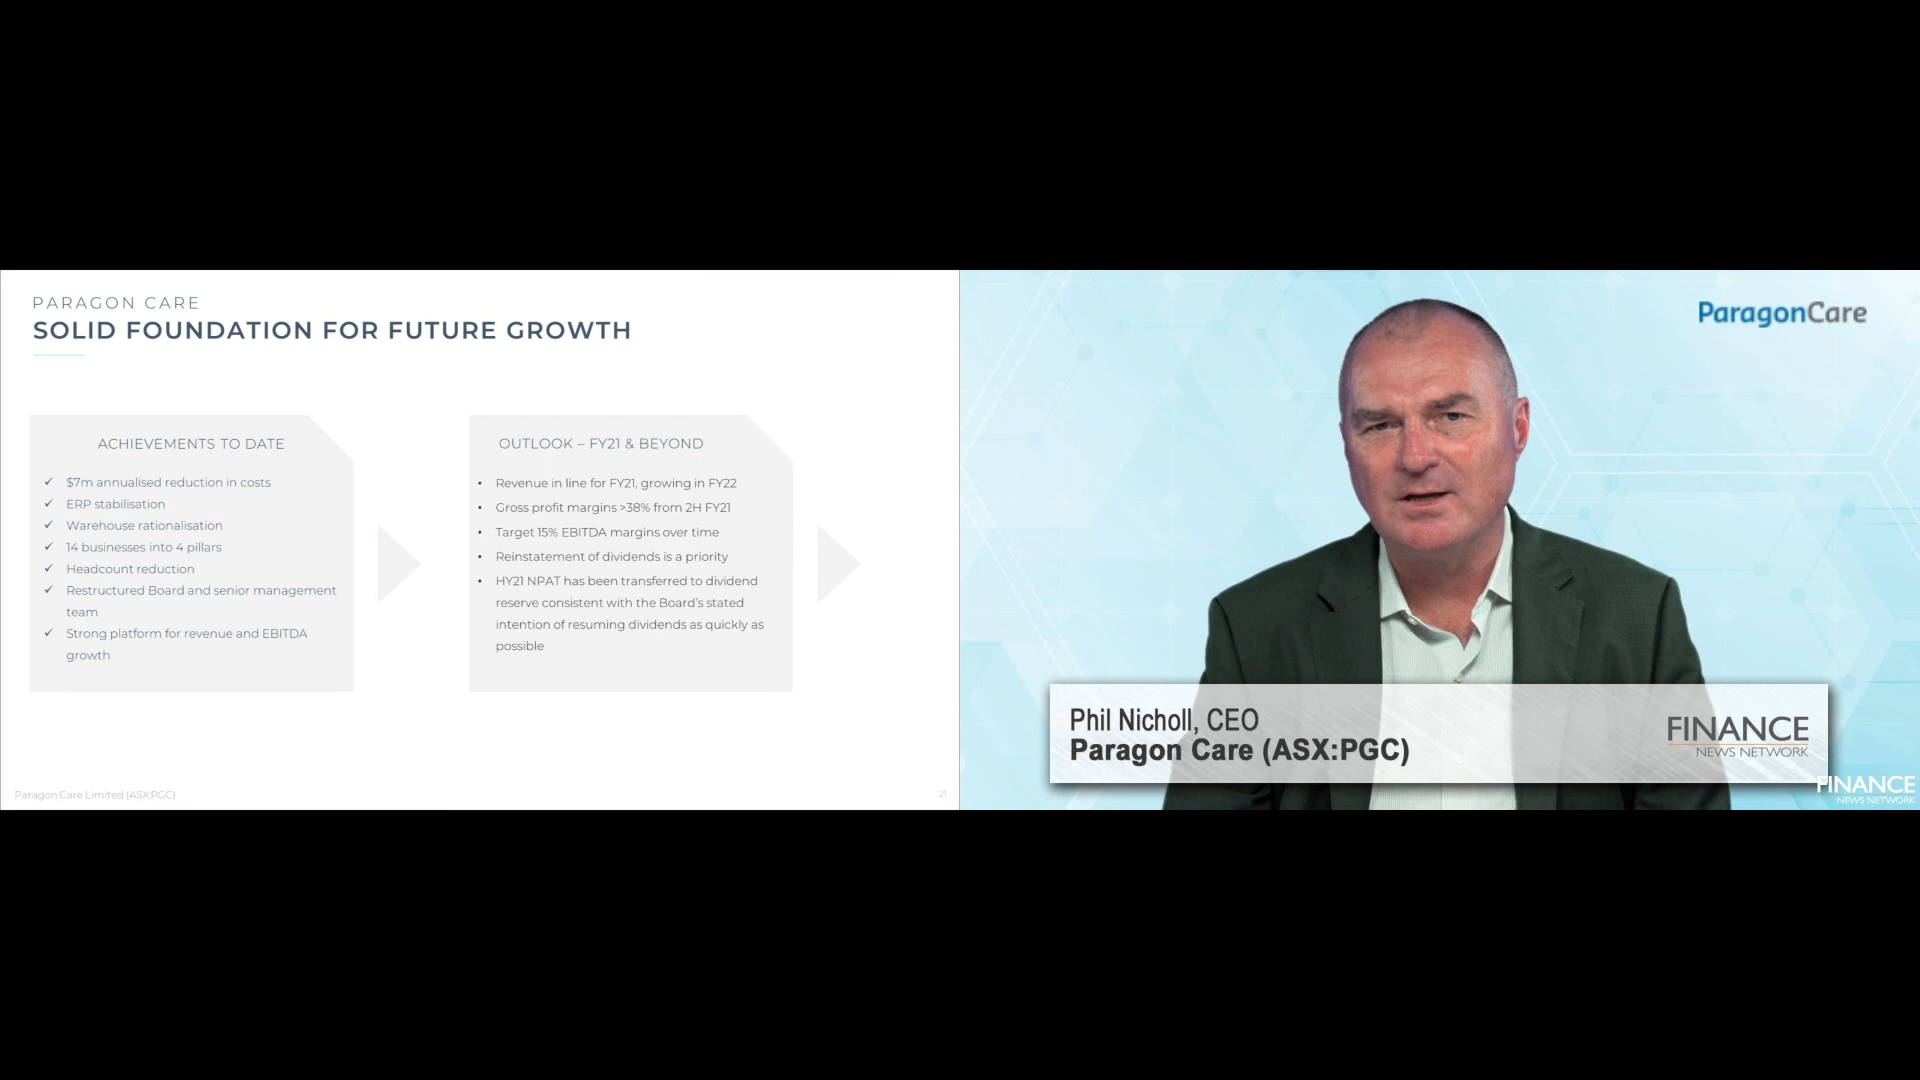 PARAGON CARE
SOLID FOUNDATION FOR FUTURE GROWTH
ACHIEVEMENTS TO DATE
✓ $7m annualised reduction in costs
✓ ERP stabilisation
✓ Warehouse rationalisation
✓ 14 businesses into 4 pillars
✓ Headcount reduction
✓ Restructured Board and senior management
team
✓ Strong platform for revenue and EBITDA
growth
OUTLOOK – FY21 & BEYOND
• Revenue in line for FY21, growing in FY22
• Gross profit margins >38% from 2H FY21
• Target 15% EBITDA margins over time
• Reinstatement of dividends is a priority
• HY21 NPAT has been transferred to dividend
reserve consistent with the Board's stated
intention of resuming dividends as quickly as
possible
Paragon Care Limited (ASX:PGC)
21
ParagonCare
Phil Nicholl, CEO
Paragon Care (ASX:PGC)
FINANCE
NEWS NETWORK
FINANCE
NEWS NETWORK